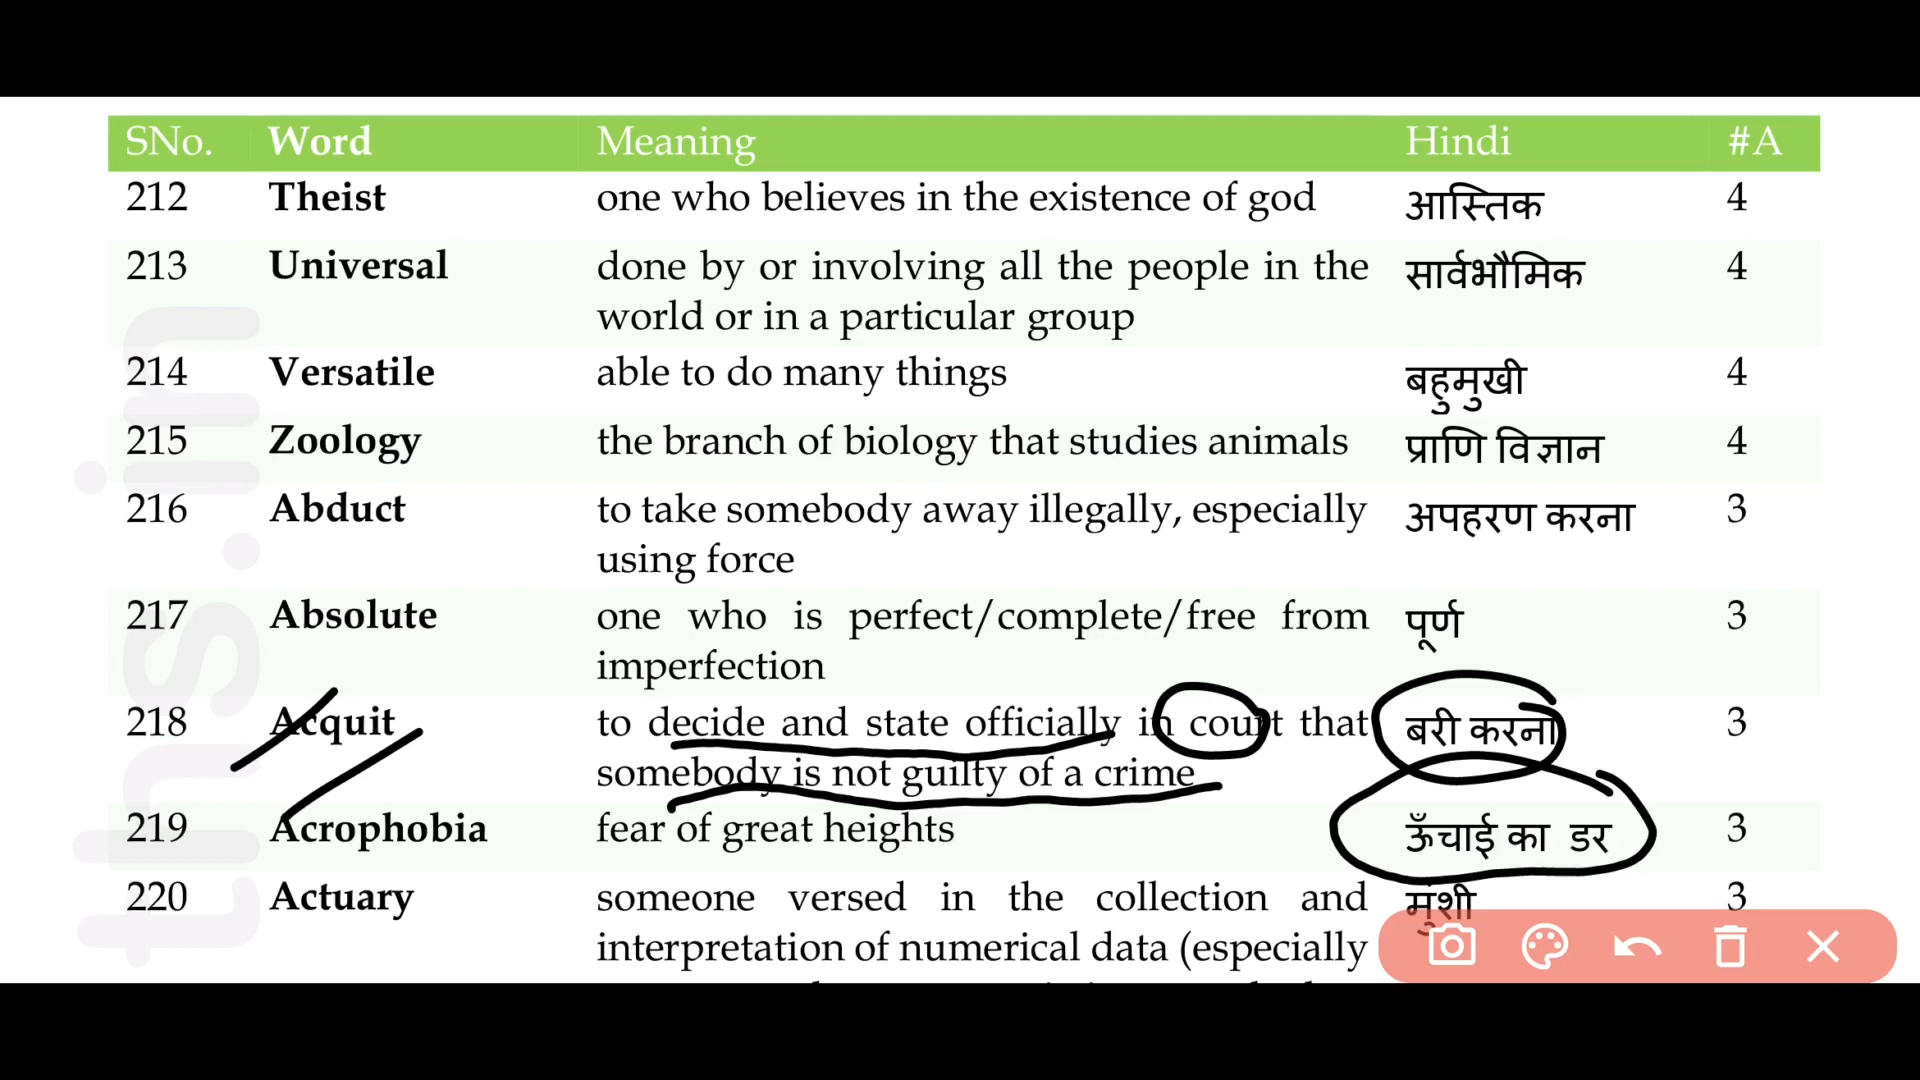 SNo. Word Meaning Hindi #A
212 Theist one who believes in the existence of god आस्तिक 4
213 Universal done by or involving all the people in the सार्वभौमिक 4
world or in a particular group
214 Versatile able to do many things बहुमुखी 4
215 Zoology the branch of biology that studies animals प्राणि विज्ञान 4
216 Abduct to take somebody away illegally, especially अपहरण करना 3
using force
217 Absolute one who is perfect/complete/free from पूर्ण 3
imperfection
218 Acquit to decide and state officially in court that बरी करना 3
somebody is not guilty of a crime
219 Acrophobia fear of great heights ऊँचाई का डर 3
220 Actuary someone versed in the collection and मुंशी 3
interpretation of numerical data (especially
ths.in